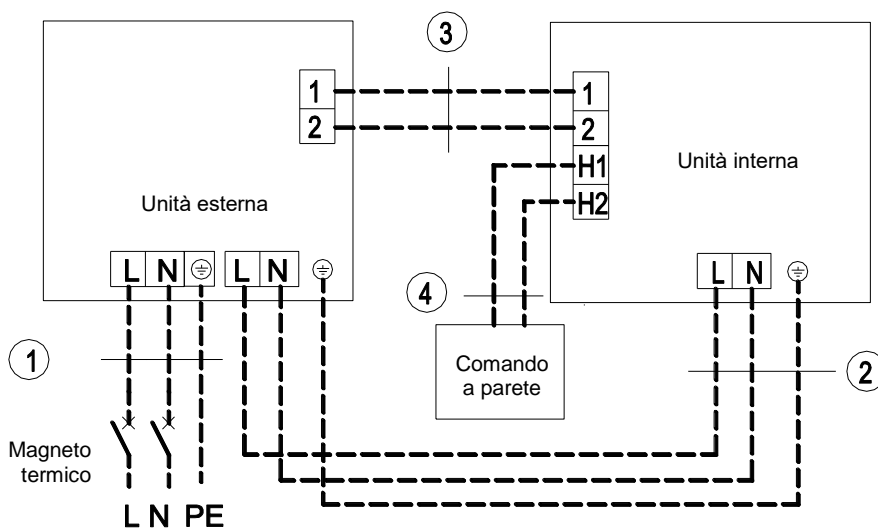 3
1
2
1
2
H1
H2
Unità esterna
Unità interna
L N
L N
L N
4
1
2
Comando
a parete
Magneto
termico
L N PE